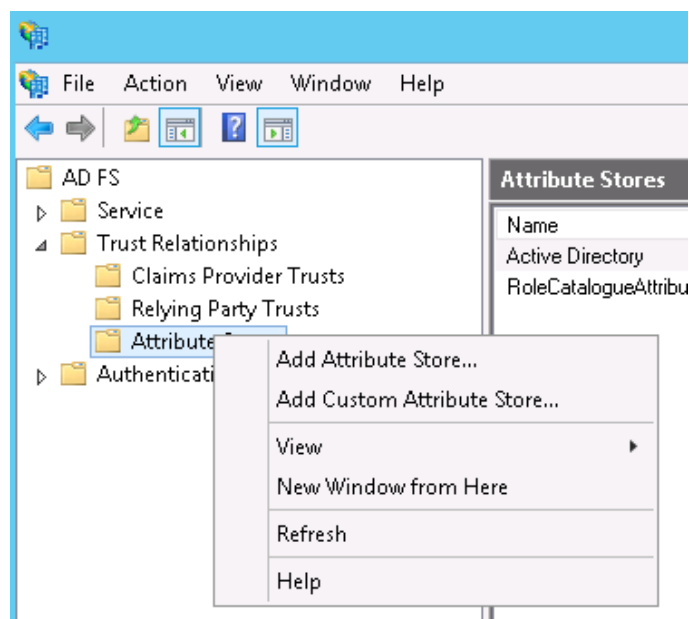 File Action View Window Help
AD FS
Service
Trust Relationships
Claims Provider Trusts
Relying Party Trusts
Attribute
Authenticati
Attribute Stores
Name
Active Directory
RoleCatalogueAttribu
Add Attribute Store...
Add Custom Attribute Store...
View
New Window from Here
Refresh
Help